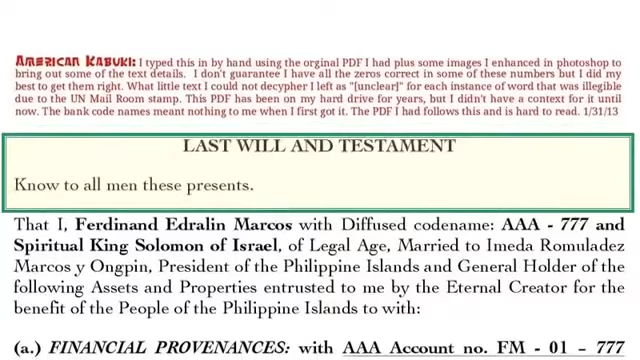 AMERICAN KABUKI: I typed this in by hand using the orginal PDF I had plus some images I enhanced in photoshop to
bring out some of the text details. I don't guarantee I have all the zeros correct in some of these numbers but I did my
best to get them right. What little text I could not decypher I left as "[unclear]" for each instance of word that was illegible
due to the UN Mail Room stamp. This PDF has been on my hard drive for years, but I didn't have a context for it until
now. The bank code names meant nothing to me when I first got it. The PDF I had follows this and is hard to read. 1/31/13
LAST WILL AND TESTAMENT
Know to all men these presents.
That I, Ferdinand Edralin Marcos with Diffused codename: AAA - 777 and
Spiritual King Solomon of Israel, of Legal Age, Married to Imeda Romuladez
Marcos y Ongpin, President of the Philippine Islands and General Holder of the
following Assets and Properties entrusted to me by the Eternal Creator for the
benefit of the People of the Philippine Islands to with:
(a.) FINANCIAL PROVENANCES: with AAA Account no. FM - 01 – 777